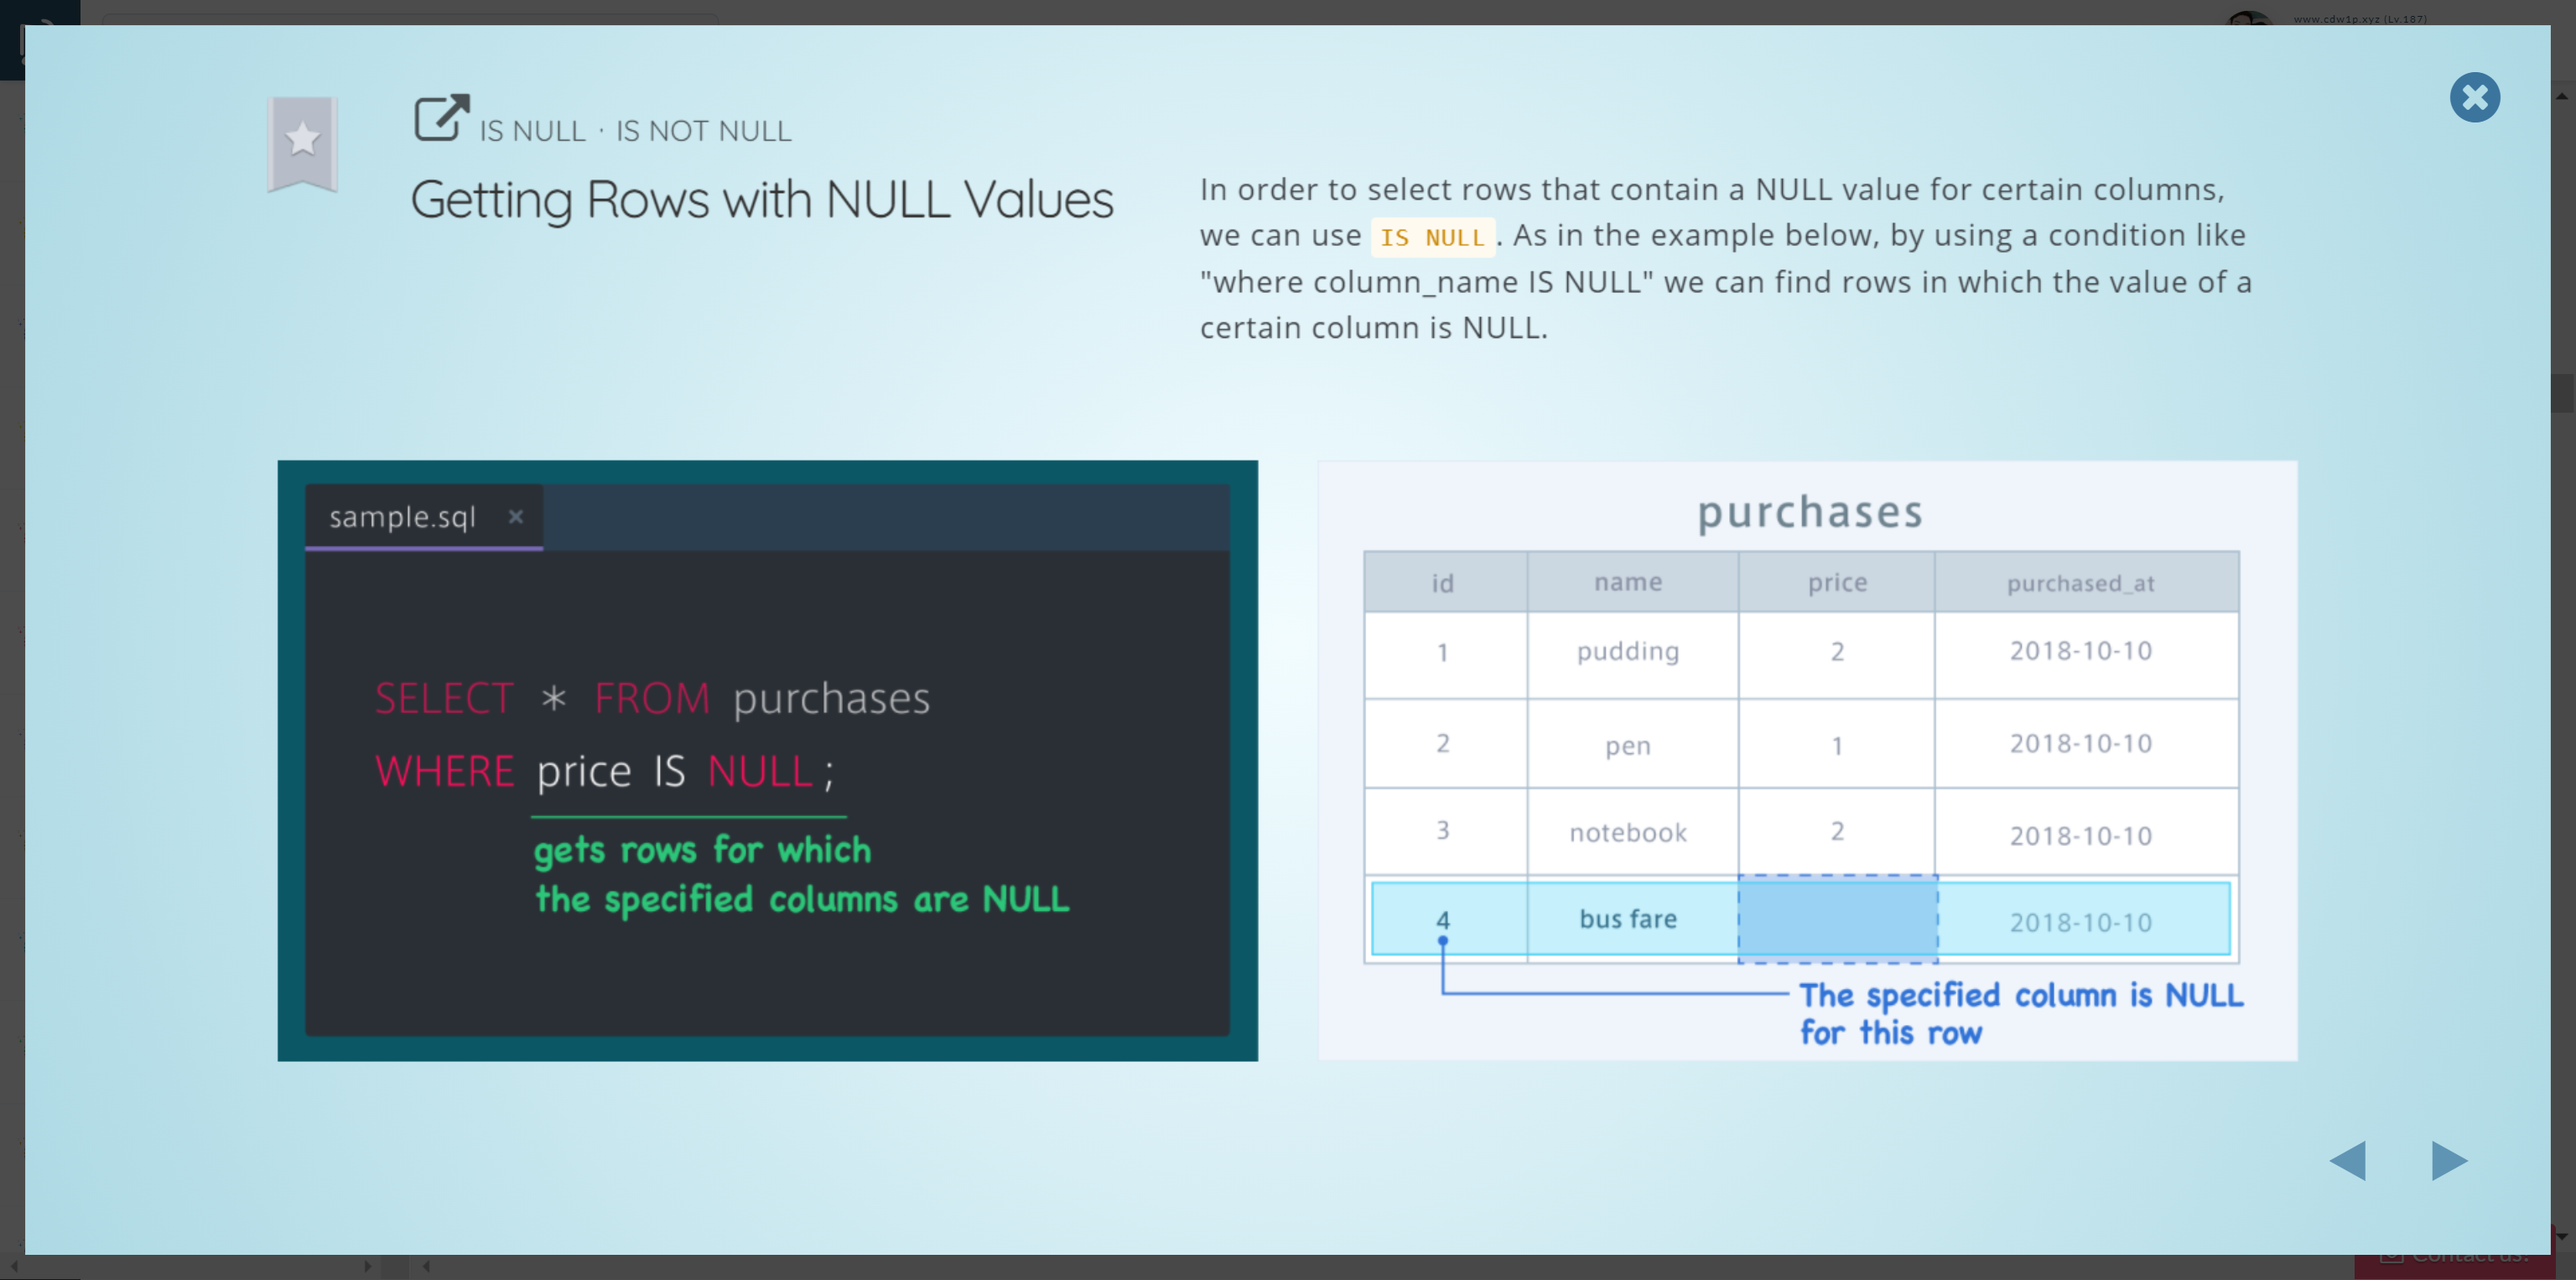 www.cdw1p.xyz (Lv.187)
IS NULL · IS NOT NULL
Getting Rows with NULL Values
In order to select rows that contain a NULL value for certain columns,
we can use IS NULL. As in the example below, by using a condition like
"where column_name IS NULL" we can find rows in which the value of a
certain column is NULL.
sample.sql ×
SELECT * FROM purchases
WHERE price IS NULL ;
gets rows for which
the specified columns are NULL
purchases
id name price purchased_at
1 pudding 2 2018-10-10
2 pen 1 2018-10-10
3 notebook 2 2018-10-10
4 bus fare 2018-10-10
The specified column is NULL
for this row
Contact us!